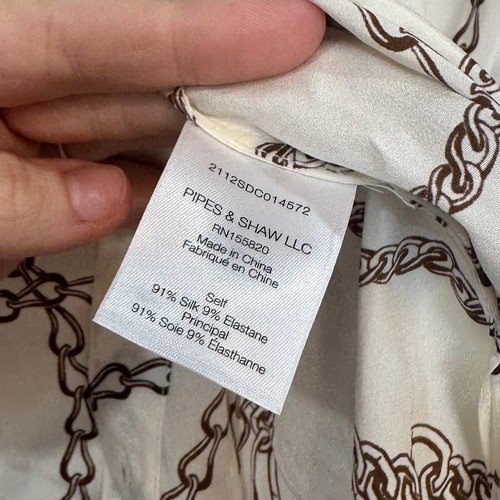 2112SDC014572
PIPES & SHAW LLC
RN155820
Made in China
Fabriqué en Chine
Self
91% Silk 9% Elastane
Principal
91% Soie 9% Élasthanne